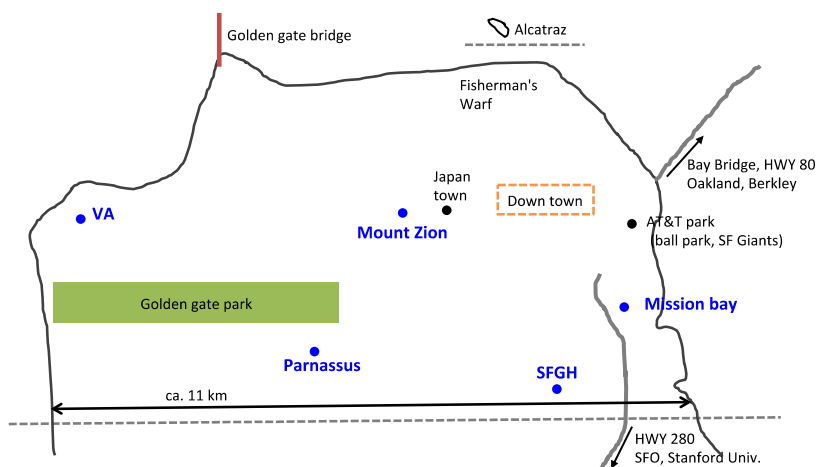 Golden gate bridge
Alcatraz
Fisherman's
Warf
Bay Bridge, HWY 80
Oakland, Berkley
Japan
town
Down town
VA
Mount Zion
AT&T park
(ball park, SF Giants)
Golden gate park
Mission bay
Parnassus
SFGH
ca. 11 km
HWY 280
SFO, Stanford Univ.